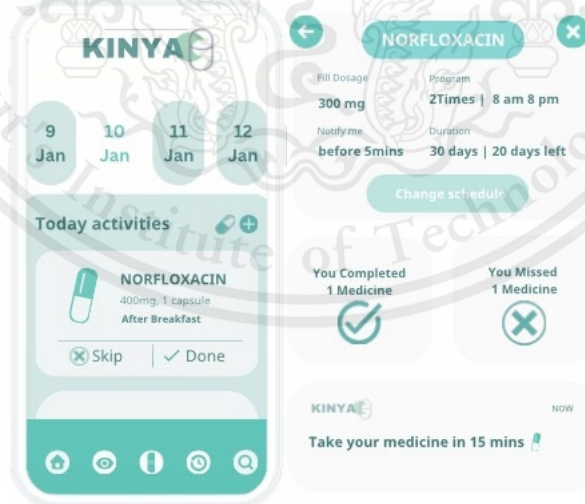 KINYA
9 Jan
10 Jan
11 Jan
12 Jan
Today activities
NORFLOXACIN
400mg, 1 capsule
After Breakfast
Skip
Done
NORFLOXACIN
Fill Dosage
300 mg
Program
2Times | 8 am 8 pm
Notify me
before 5mins
Duration
30 days | 20 days left
Change schedule
You Completed
1 Medicine
You Missed
1 Medicine
KINYA
NOW
Take your medicine in 15 mins
Institute of Technolo